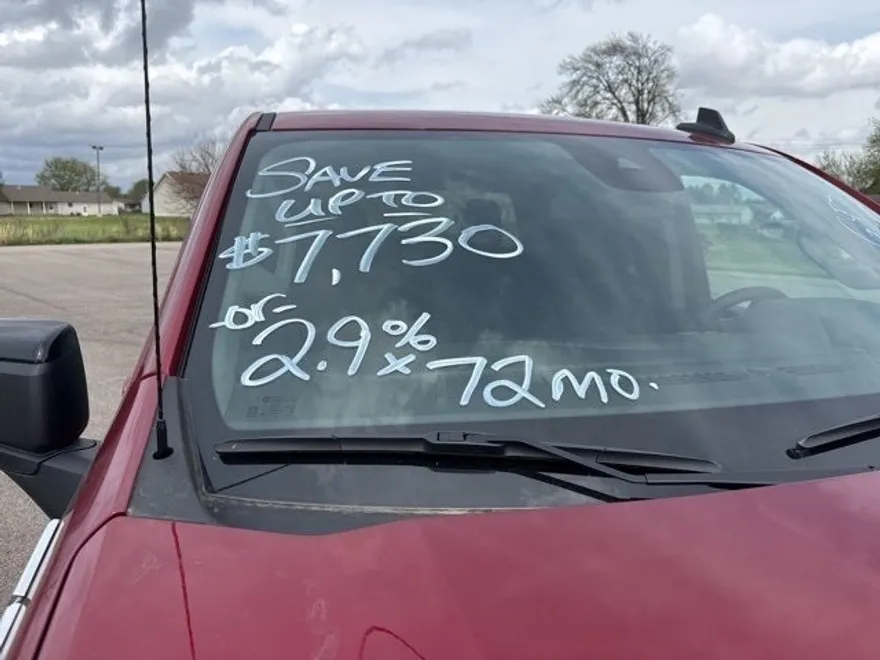 SAVE
UP TO
$7,730
-or-
2.9% x 72 mo.